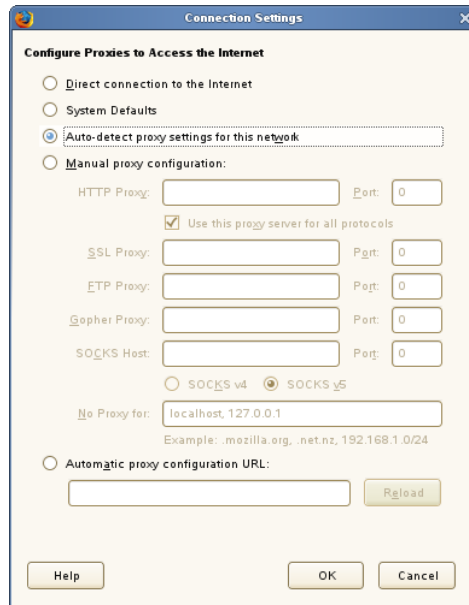 Connection Settings
Configure Proxies to Access the Internet
Direct connection to the Internet
System Defaults
Auto-detect proxy settings for this network
Manual proxy configuration:
HTTP Proxy: Port: 0
Use this proxy server for all protocols
SSL Proxy: Port: 0
FTP Proxy: Port: 0
Gopher Proxy: Port: 0
SOCKS Host: Port: 0
SOCKS v4 SOCKS v5
No Proxy for: localhost, 127.0.0.1
Example: .mozilla.org, .net.nz, 192.168.1.0/24
Automatic proxy configuration URL:
Reload
Help OK Cancel